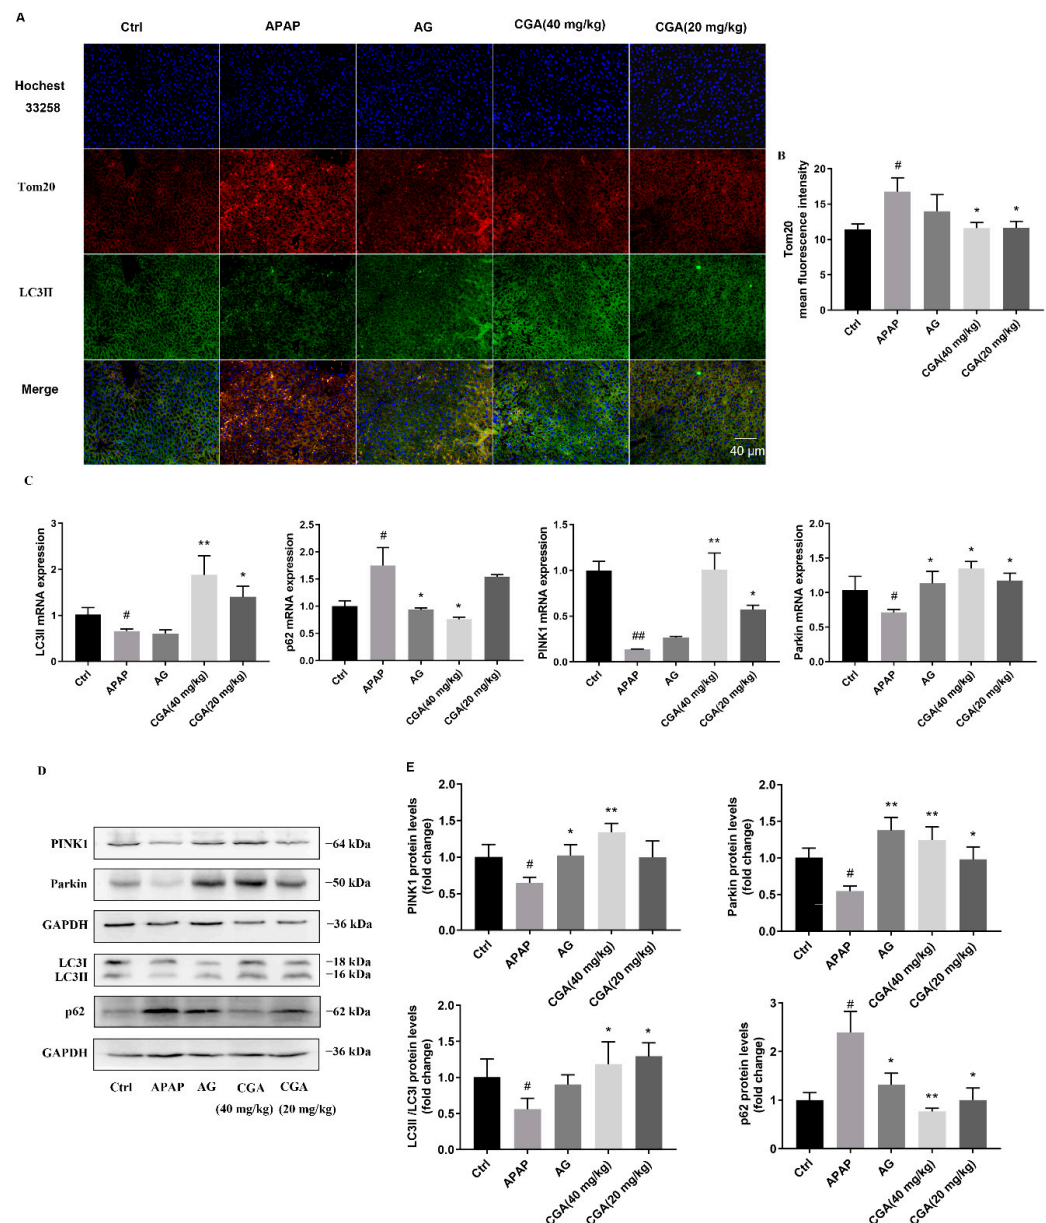 A
Ctrl
APAP
AG
CGA(40 mg/kg)
CGA(20 mg/kg)
Hochest
33258
Tom20
LC3II
Merge
40 μm
B
Tom20
mean fluorescence intensity
20
15
10
5
0
#
*
*
Ctrl
APAP
AG
CGA(40 mg/kg)
CGA(20 mg/kg)
C
LC3II mRNA expression
3
2
1
0
#
**
*
Ctrl
APAP
AG
CGA(40 mg/kg)
CGA(20 mg/kg)
p62 mRNA expression
2.5
2.0
1.5
1.0
0.5
0.0
#
*
*
Ctrl
APAP
AG
CGA(40 mg/kg)
CGA(20 mg/kg)
PINK1 mRNA expression
1.5
1.0
0.5
0.0
##
**
*
Ctrl
APAP
AG
CGA(40 mg/kg)
CGA(20 mg/kg)
Parkin mRNA expression
2.0
1.5
1.0
0.5
0.0
#
*
*
*
Ctrl
APAP
AG
CGA(40 mg/kg)
CGA(20 mg/kg)
D
PINK1
−64 kDa
Parkin
−50 kDa
GAPDH
−36 kDa
LC3I
−18 kDa
LC3II
−16 kDa
p62
−62 kDa
GAPDH
−36 kDa
Ctrl APAP AG CGA CGA
(40 mg/kg) (20 mg/kg)
E
PINK1 protein levels
(fold change)
2.0
1.5
1.0
0.5
0.0
#
*
**
Ctrl
APAP
AG
CGA(40 mg/kg)
CGA(20 mg/kg)
Parkin protein levels
(fold change)
2.0
1.5
1.0
0.5
0.0
#
**
**
*
Ctrl
APAP
AG
CGA(40 mg/kg)
CGA(20 mg/kg)
LC3II /LC3I protein levels
(fold change)
2.0
1.5
1.0
0.5
0.0
#
*
*
Ctrl
APAP
AG
CGA(40 mg/kg)
CGA(20 mg/kg)
p62 protein levels
(fold change)
3
2
1
0
#
*
**
*
Ctrl
APAP
AG
CGA(40 mg/kg)
CGA(20 mg/kg)